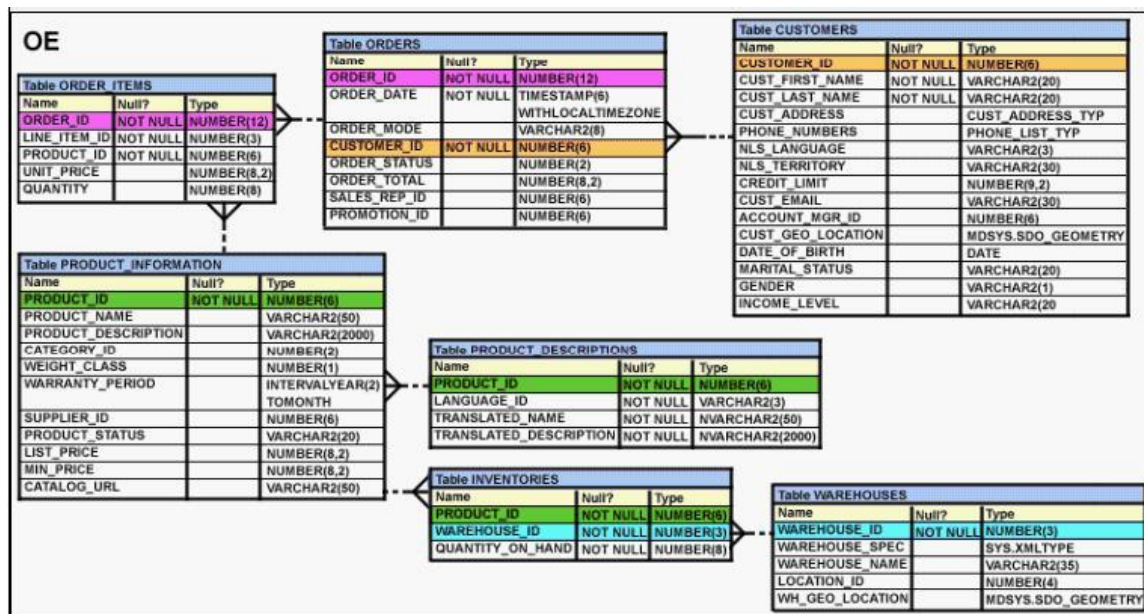 OE
Table ORDER_ITEMS
Name Null? Type
ORDER_ID NOT NULL NUMBER(12)
LINE_ITEM_ID NOT NULL NUMBER(3)
PRODUCT_ID NOT NULL NUMBER(6)
UNIT_PRICE NUMBER(8,2)
QUANTITY NUMBER(8)
Table ORDERS
Name Null? Type
ORDER_ID NOT NULL NUMBER(12)
ORDER_DATE NOT NULL TIMESTAMP(6)
WITHLOCALTIMEZONE
ORDER_MODE VARCHAR2(8)
CUSTOMER_ID NOT NULL NUMBER(6)
ORDER_STATUS NUMBER(2)
ORDER_TOTAL NUMBER(8,2)
SALES_REP_ID NUMBER(6)
PROMOTION_ID NUMBER(6)
Table CUSTOMERS
Name Null? Type
CUSTOMER_ID NOT NULL NUMBER(6)
CUST_FIRST_NAME NOT NULL VARCHAR2(20)
CUST_LAST_NAME NOT NULL VARCHAR2(20)
CUST_ADDRESS CUST_ADDRESS_TYP
PHONE_NUMBERS PHONE_LIST_TYP
NLS_LANGUAGE VARCHAR2(3)
NLS_TERRITORY VARCHAR2(30)
CREDIT_LIMIT NUMBER(9,2)
CUST_EMAIL VARCHAR2(30)
ACCOUNT_MGR_ID NUMBER(6)
CUST_GEO_LOCATION MDSYS.SDO_GEOMETRY
DATE_OF_BIRTH DATE
MARITAL_STATUS VARCHAR2(20)
GENDER VARCHAR2(1)
INCOME_LEVEL VARCHAR2(20
Table PRODUCT_INFORMATION
Name Null? Type
PRODUCT_ID NOT NULL NUMBER(6)
PRODUCT_NAME VARCHAR2(50)
PRODUCT_DESCRIPTION VARCHAR2(2000)
CATEGORY_ID NUMBER(2)
WEIGHT_CLASS NUMBER(1)
WARRANTY_PERIOD INTERVALYEAR(2)
TOMONTH
SUPPLIER_ID NUMBER(6)
PRODUCT_STATUS VARCHAR2(20)
LIST_PRICE NUMBER(8,2)
MIN_PRICE NUMBER(8,2)
CATALOG_URL VARCHAR2(50)
Table PRODUCT_DESCRIPTIONS
Name Null? Type
PRODUCT_ID NOT NULL NUMBER(6)
LANGUAGE_ID NOT NULL VARCHAR2(3)
TRANSLATED_NAME NOT NULL NVARCHAR2(50)
TRANSLATED_DESCRIPTION NOT NULL NVARCHAR2(2000)
Table INVENTORIES
Name Null? Type
PRODUCT_ID NOT NULL NUMBER(6)
WAREHOUSE_ID NOT NULL NUMBER(3)
QUANTITY_ON_HAND NOT NULL NUMBER(8)
Table WAREHOUSES
Name Null? Type
WAREHOUSE_ID NOT NULL NUMBER(3)
WAREHOUSE_SPEC SYS.XMLTYPE
WAREHOUSE_NAME VARCHAR2(35)
LOCATION_ID NUMBER(4)
WH_GEO_LOCATION MDSYS.SDO_GEOMETRY